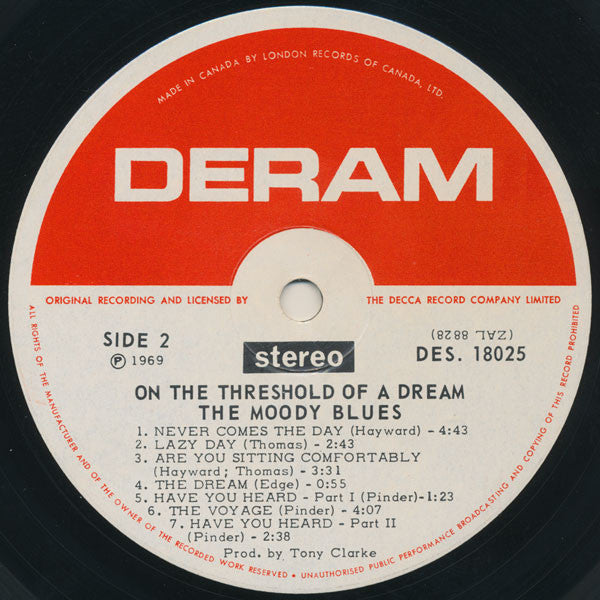 MADE IN CANADA BY LONDON RECORDS OF CANADA, LTD.
DERAM
ORIGINAL RECORDING AND LICENSED BY THE DECCA RECORD COMPANY LIMITED
SIDE 2
Ⓟ 1969
stereo
(ZAL 8828)
DES. 18025
ON THE THRESHOLD OF A DREAM
THE MOODY BLUES
1. NEVER COMES THE DAY (Hayward) - 4:43
2. LAZY DAY (Thomas) - 2:43
3. ARE YOU SITTING COMFORTABLY
(Hayward; Thomas) - 3:31
4. THE DREAM (Edge) - 0:55
5. HAVE YOU HEARD - Part I (Pinder)-1:23
6. THE VOYAGE (Pinder) - 4:07
7. HAVE YOU HEARD - Part II
(Pinder) - 2:38
Prod. by Tony Clarke
ALL RIGHTS OF THE MANUFACTURER AND OF THE OWNER OF THE RECORDED WORK RESERVED • UNAUTHORISED PUBLIC PERFORMANCE BROADCASTING AND COPYING OF THIS RECORD PROHIBITED